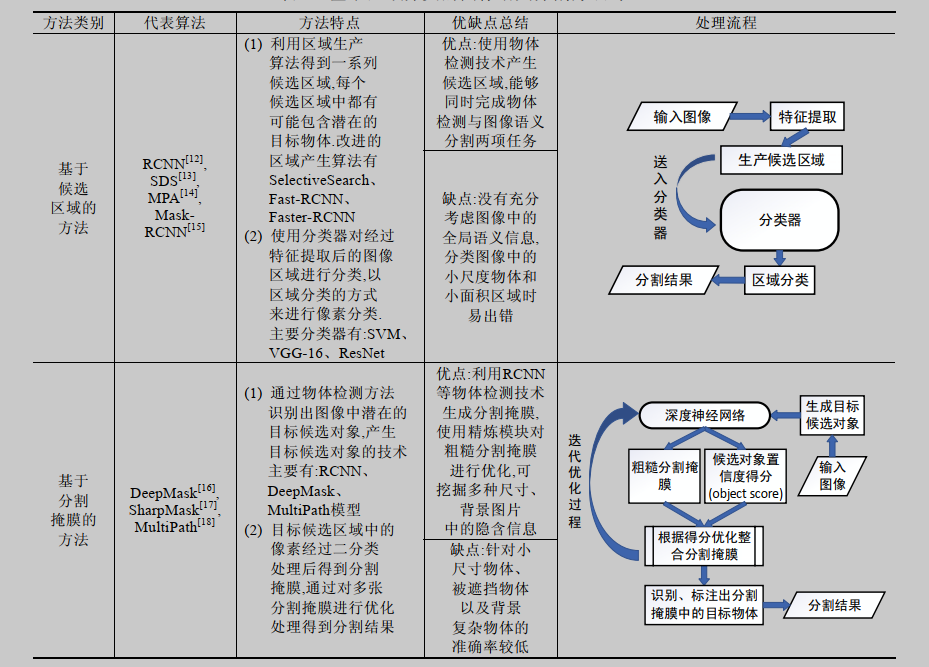 方法类别
代表算法
方法特点
优缺点总结
处理流程
基于
候选
区域的
方法
RCNN[12],
SDS[13],
MPA[14],
Mask-
RCNN[15]
(1) 利用区域生产
算法得到一系列
候选区域,每个
候选区域中都有
可能包含潜在的
目标物体.改进的
区域产生算法有
SelectiveSearch、
Fast-RCNN、
Faster-RCNN
(2) 使用分类器对经过
特征提取后的图像
区域进行分类,以
区域分类的方式
来进行像素分类.
主要分类器有:SVM、
VGG-16、ResNet
优点:使用物体
检测技术产生
候选区域,能够
同时完成物体
检测与图像语义
分割两项任务
缺点:没有充分
考虑图像中的
全局语义信息,
分类图像中的
小尺度物体和
小面积区域时
易出错
输入图像
特征提取
生产候选区域
送入分类器
分类器
区域分类
分割结果
基于
分割
掩膜的
方法
DeepMask[16],
SharpMask[17],
MultiPath[18]
(1) 通过物体检测方法
识别出图像中潜在的
目标候选对象,产生
目标候选对象的技术
主要有:RCNN、
DeepMask、
MultiPath模型
(2) 目标候选区域中的
像素经过二分类
处理后得到分割
掩膜,通过对多张
分割掩膜进行优化
处理得到分割结果
优点:利用RCNN
等物体检测技术
生成分割掩膜,
使用精炼模块对
粗糙分割掩膜
进行优化,可
挖掘多种尺寸、
背景图片
中的隐含信息
缺点:针对小
尺寸物体、
被遮挡物体
以及背景
复杂物体的
准确率较低
迭代优化过程
深度神经网络
生成目标
候选对象
输入
图像
粗糙分割掩
膜
候选对象置
信度得分
(object score)
根据得分优化整
合分割掩膜
识别、标注出分割
掩膜中的目标物体
分割结果